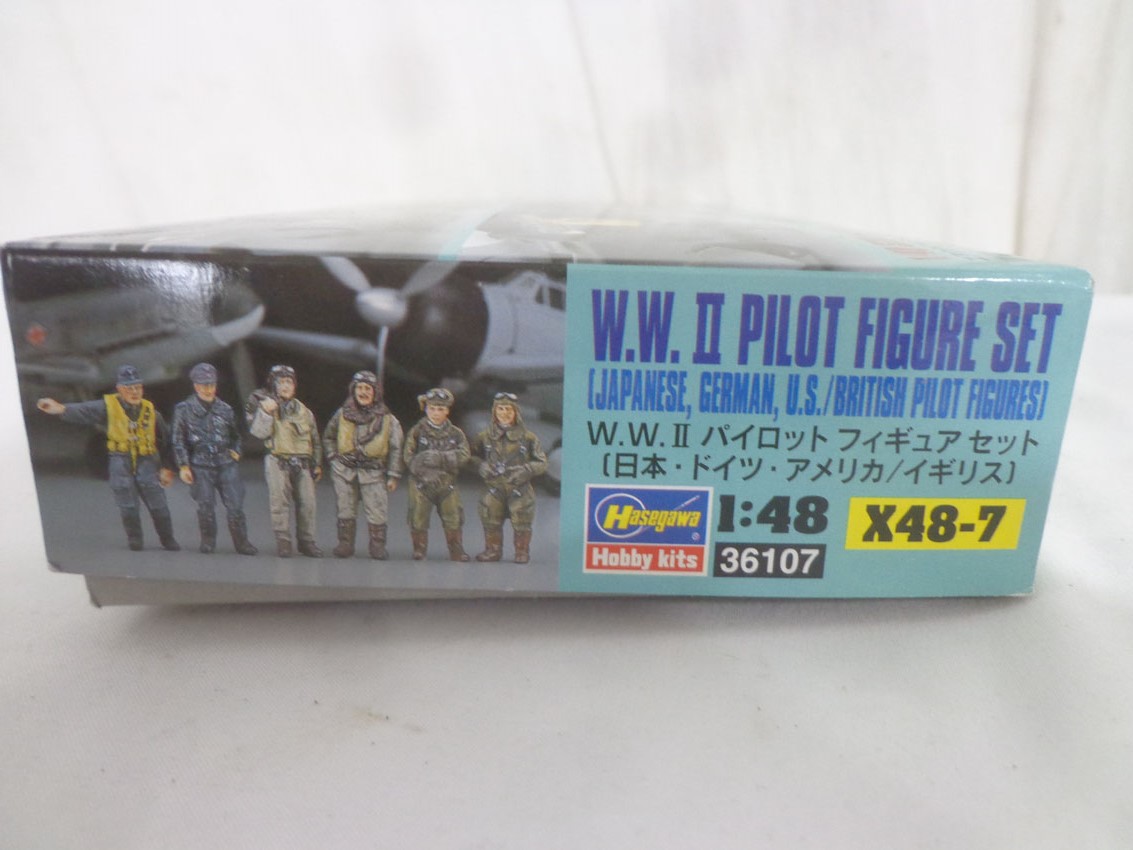 W.W. II PILOT FIGURE SET
(JAPANESE, GERMAN, U.S./BRITISH PILOT FIGURES)
W.W. II パイロット フィギュア セット
(日本・ドイツ・アメリカ/イギリス)
Hasegawa
Hobby kits
1:48
36107
X48-7